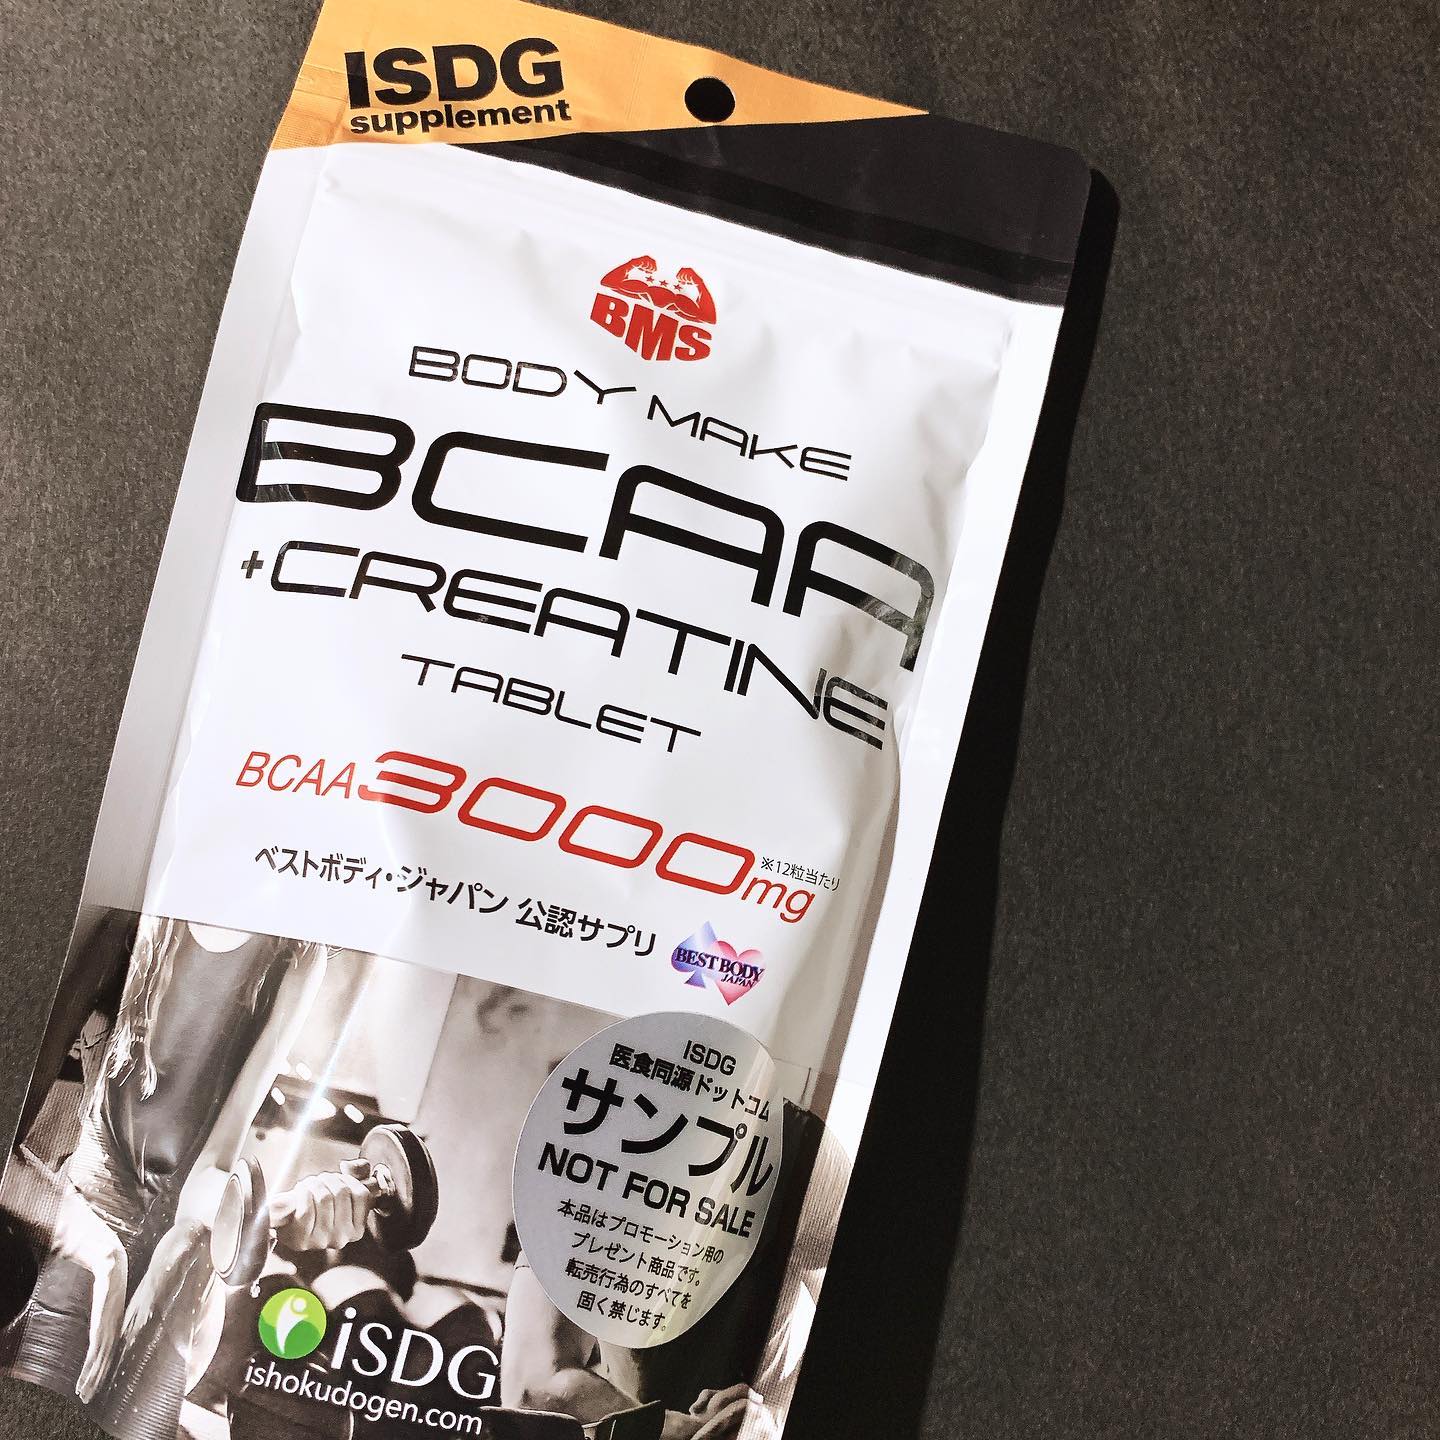 ISDG
supplement
BMS
BODY MAKE
BCAA
+CREATINE
TABLET
BCAA3000mg
※12粒当たり
ベストボディ・ジャパン 公認サプリ
BEST BODY
JAPAN
ISDG
医食同源ドットコム
サンプル
NOT FOR SALE
本品はプロモーション用の
プレゼント商品です。
転売行為のすべてを
固く禁じます。
iSDG
ishokudogen.com